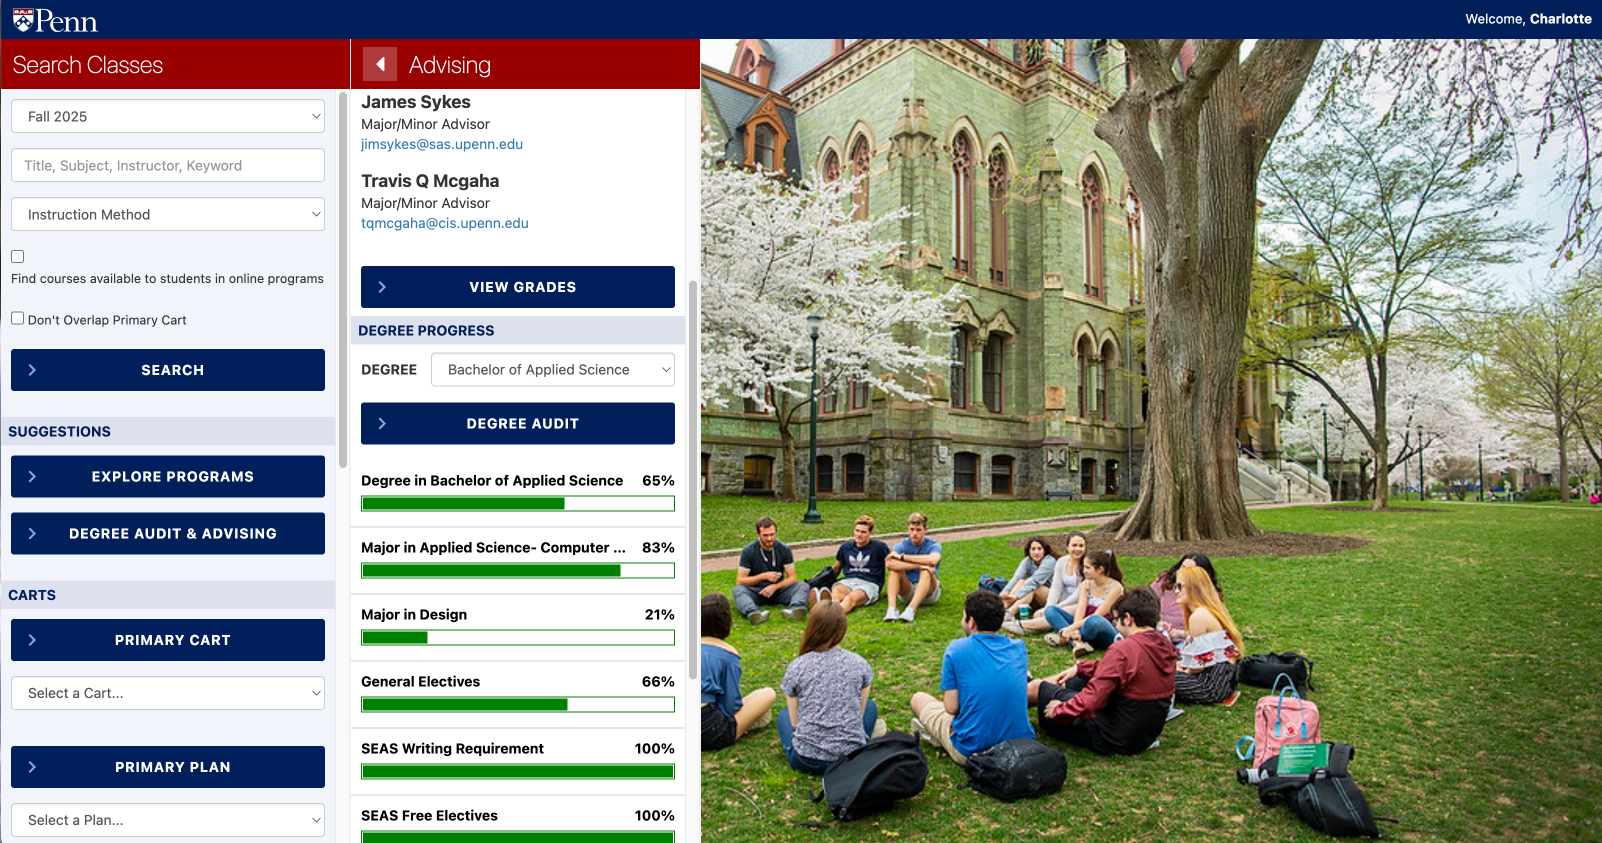 Penn
Welcome, Charlotte
Search Classes
Fall 2025
Title, Subject, Instructor, Keyword
Instruction Method
Find courses available to students in online programs
Don't Overlap Primary Cart
SEARCH
SUGGESTIONS
EXPLORE PROGRAMS
DEGREE AUDIT & ADVISING
CARTS
PRIMARY CART
Select a Cart...
PRIMARY PLAN
Select a Plan...
Advising
James Sykes
Major/Minor Advisor
jimsykes@sas.upenn.edu
Travis Q Mcgaha
Major/Minor Advisor
tqmcgaha@cis.upenn.edu
VIEW GRADES
DEGREE PROGRESS
DEGREE Bachelor of Applied Science
DEGREE AUDIT
Degree in Bachelor of Applied Science 65%
Major in Applied Science- Computer ... 83%
Major in Design 21%
General Electives 66%
SEAS Writing Requirement 100%
SEAS Free Electives 100%